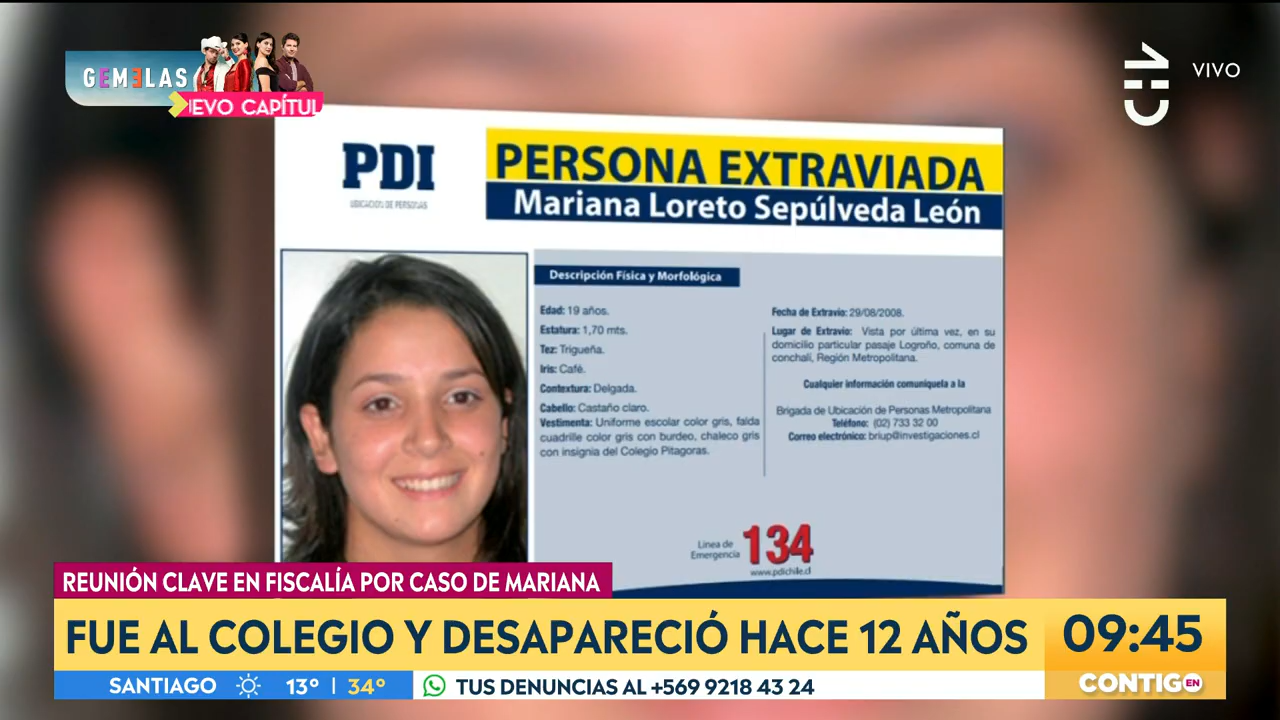 GEMELAS
EVO CAPÍTUL
CHV
VIVO
PDI
UBICACIÓN DE PERSONAS
PERSONA EXTRAVIADA
Mariana Loreto Sepúlveda León
Descripción Física y Morfológica
Edad: 19 años.
Estatura: 1,70 mts.
Tez: Trigueña.
Iris: Café.
Contextura: Delgada.
Cabello: Castaño claro.
Vestimenta: Uniforme escolar color gris, falda
cuadrille color gris con burdeo, chaleco gris
con insignia del Colegio Pitagoras.
Fecha de Extravio: 29/08/2008.
Lugar de Extravio: Vista por última vez, en su
domicilio particular pasaje Logroño, comuna de
conchalí, Región Metropolitana.
Cualquier información comuniquela a la
Brigada de Ubicación de Personas Metropolitana
Teléfono: (02) 733 32 00
Correo electrónico: briup@investigaciones.cl
Linea de
Emergencia 134
www.pdichile.cl
REUNIÓN CLAVE EN FISCALÍA POR CASO DE MARIANA
FUE AL COLEGIO Y DESAPARECIÓ HACE 12 AÑOS
09:45
SANTIAGO 13° | 34°
TUS DENUNCIAS AL +569 9218 43 24
CONTIGO EN